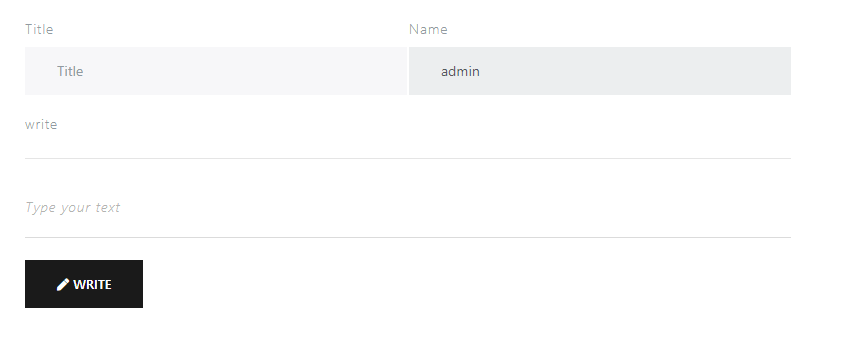 Title Name
Title admin
write
Type your text
WRITE